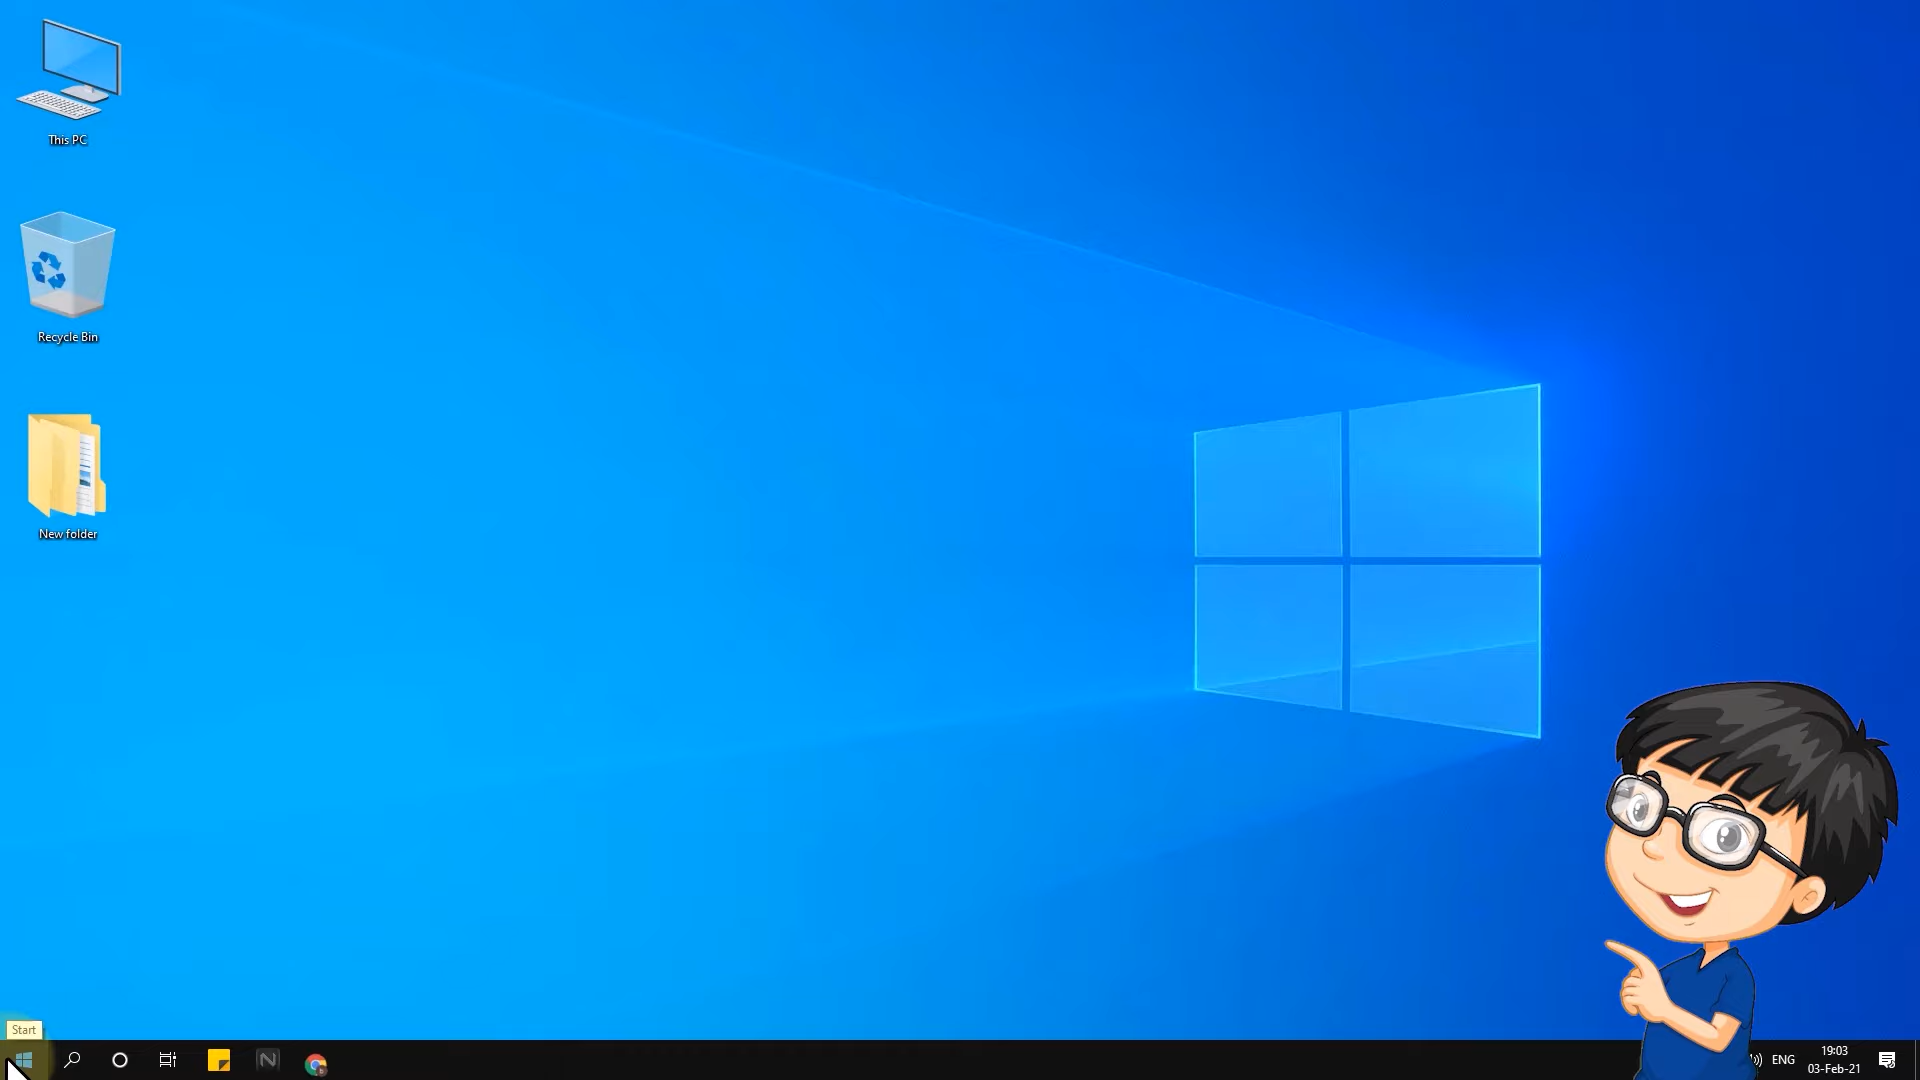 This PC
Recycle Bin
New folder
Start
ENG
19:03
03-Feb-21